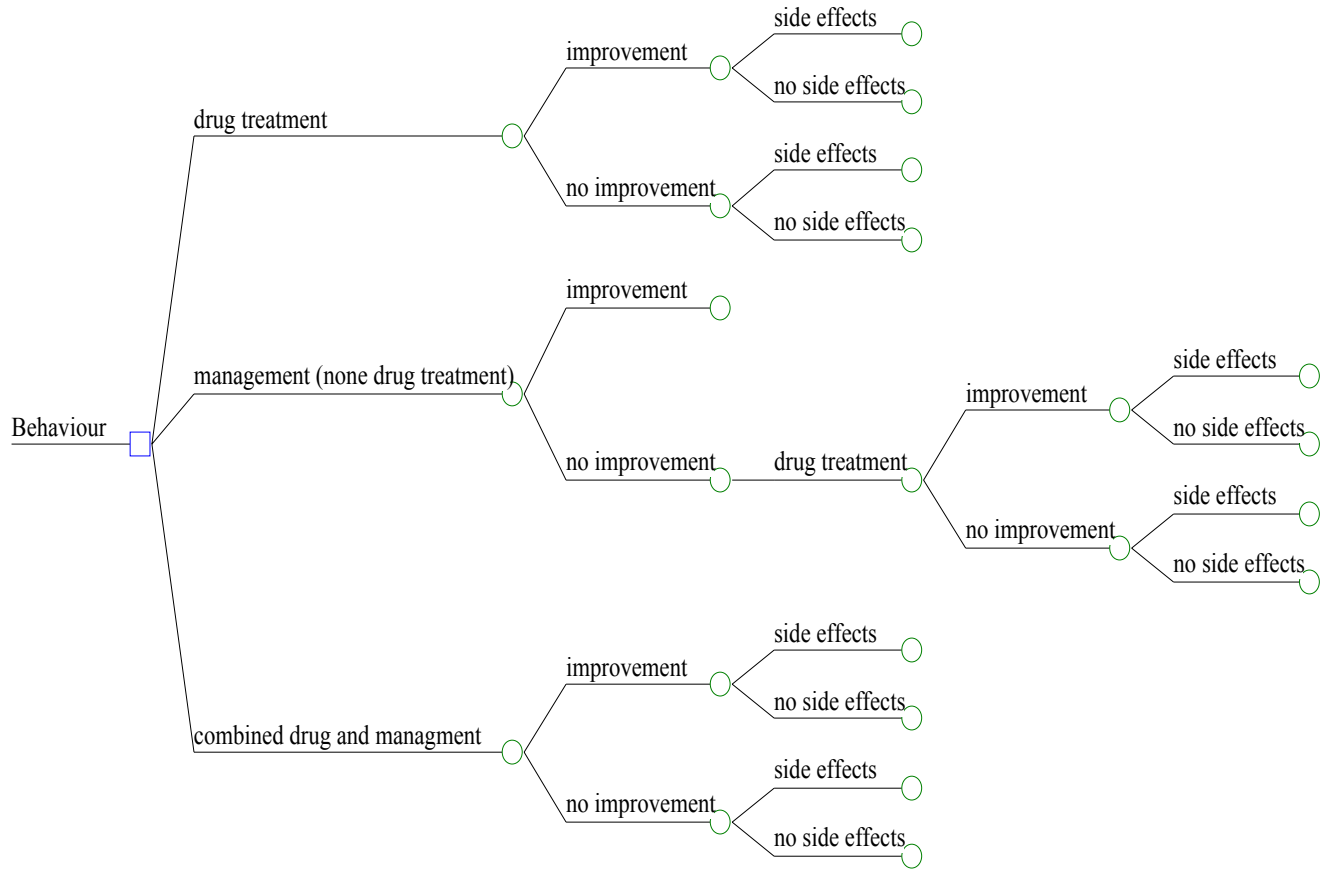 side effects
improvement
no side effects
drug treatment
side effects
no improvement
no side effects
improvement
side effects
management (none drug treatment)
improvement
Behaviour
no side effects
no improvement
drug treatment
side effects
no improvement
no side effects
side effects
improvement
no side effects
combined drug and managment
side effects
no improvement
no side effects